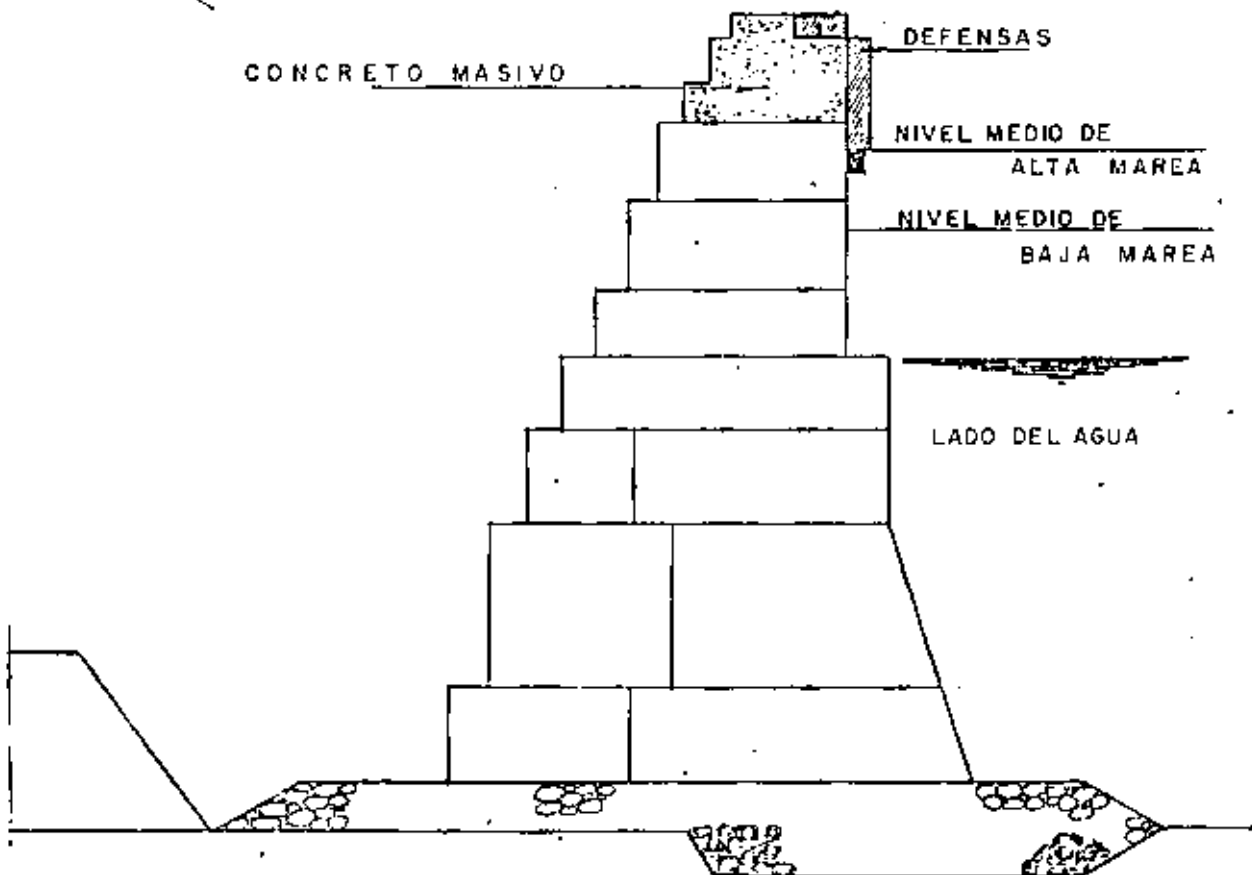 DEFENSAS
CONCRETO MASIVO
NIVEL MEDIO DE
ALTA MAREA
NIVEL MEDIO DE
BAJA MAREA
LADO DEL AGUA